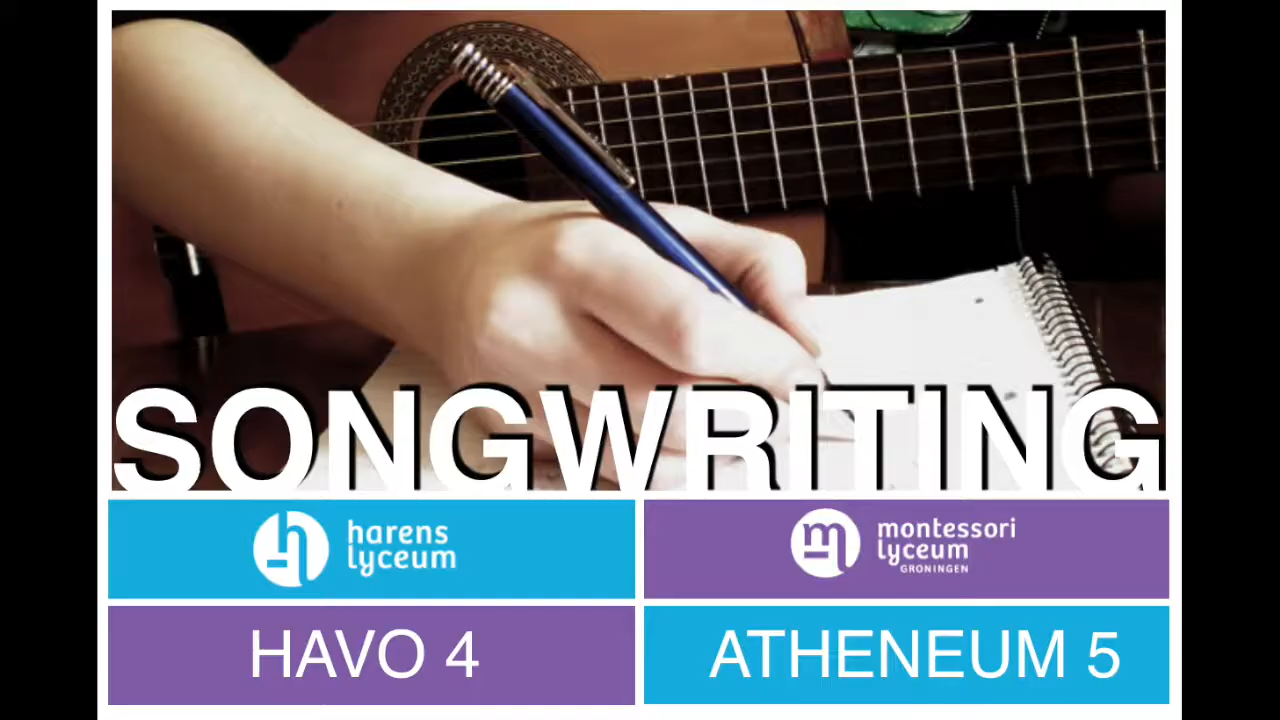 SONGWRITING
harens
lyceum
montessori
lyceum
GRONINGEN
HAVO 4
ATHENEUM 5